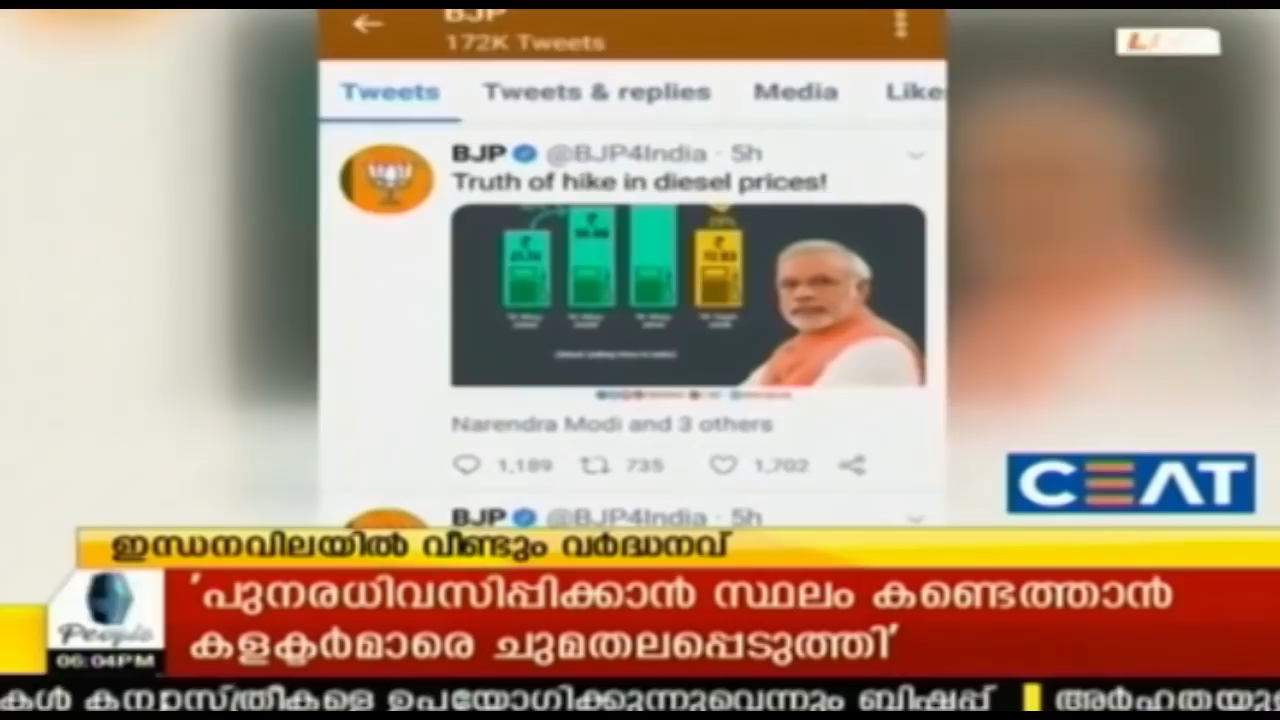 BJP
172K Tweets
Tweets Tweets & replies Media Like
BJP @BJP4India · 5h
Truth of hike in diesel prices!
Narendra Modi and 3 others
1,189 735 1,702
BJP @BJP4India · 5h
CEAT
ഇന്ധനവിലയിൽ വീണ്ടും വർദ്ധനവ്
'പുനരധിവസിപ്പിക്കാൻ സ്ഥലം കണ്ടെത്താൻ
കളക്ടർമാരെ ചുമതലപ്പെടുത്തി'
People
06:04PM
കൾ കന്യാസ്ത്രീകളെ ഉപയോഗിക്കുന്നുവെന്നും ബിഷപ്പ് അർഹതയു